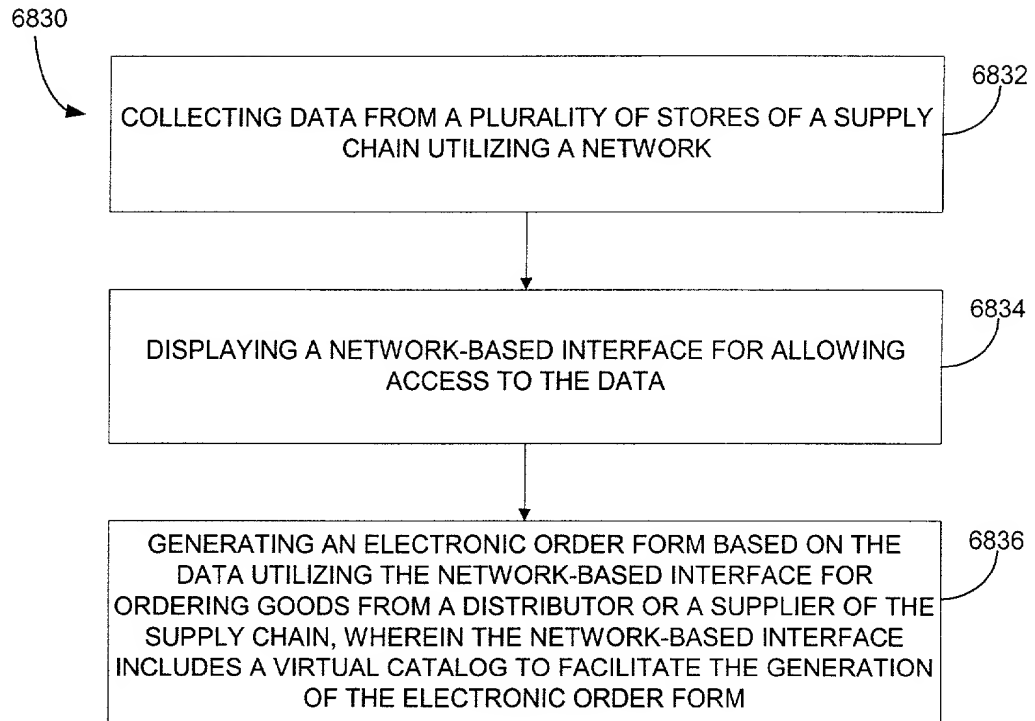 6830
6832
COLLECTING DATA FROM A PLURALITY OF STORES OF A SUPPLY
CHAIN UTILIZING A NETWORK
6834
DISPLAYING A NETWORK-BASED INTERFACE FOR ALLOWING
ACCESS TO THE DATA
6836
GENERATING AN ELECTRONIC ORDER FORM BASED ON THE
DATA UTILIZING THE NETWORK-BASED INTERFACE FOR
ORDERING GOODS FROM A DISTRIBUTOR OR A SUPPLIER OF THE
SUPPLY CHAIN, WHEREIN THE NETWORK-BASED INTERFACE
INCLUDES A VIRTUAL CATALOG TO FACILITATE THE GENERATION
OF THE ELECTRONIC ORDER FORM